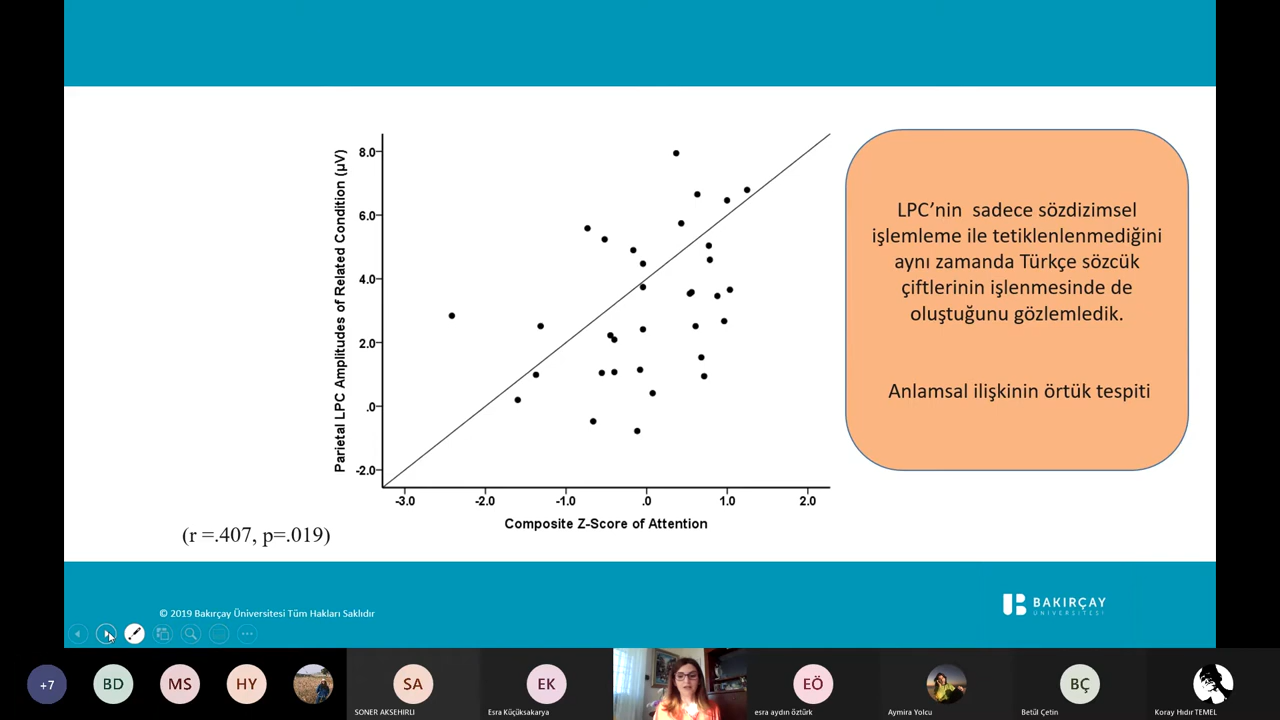 Parietal LPC Amplitudes of Related Condition (µV)
8.0
6.0
4.0
2.0
.0
-2.0
-3.0 -2.0 -1.0 .0 1.0 2.0
Composite Z-Score of Attention
(r =.407, p=.019)
LPC’nin sadece sözdizimsel
işlemleme ile tetiklenlenmediğini
aynı zamanda Türkçe sözcük
çiftlerinin işlenmesinde de
oluştuğunu gözlemledik.
Anlamsal ilişkinin örtük tespiti
© 2019 Bakırçay Üniversitesi Tüm Hakları Saklıdır
BAKIRÇAY
ÜNİVERSİTESİ
+7 BD MS HY SA EK EÖ BÇ
SONER AKSEHIRLI Esra Küçüksakarya esra aydın öztürk Aymira Yolcu Betül Çetin Koray Hıdır TEMEL